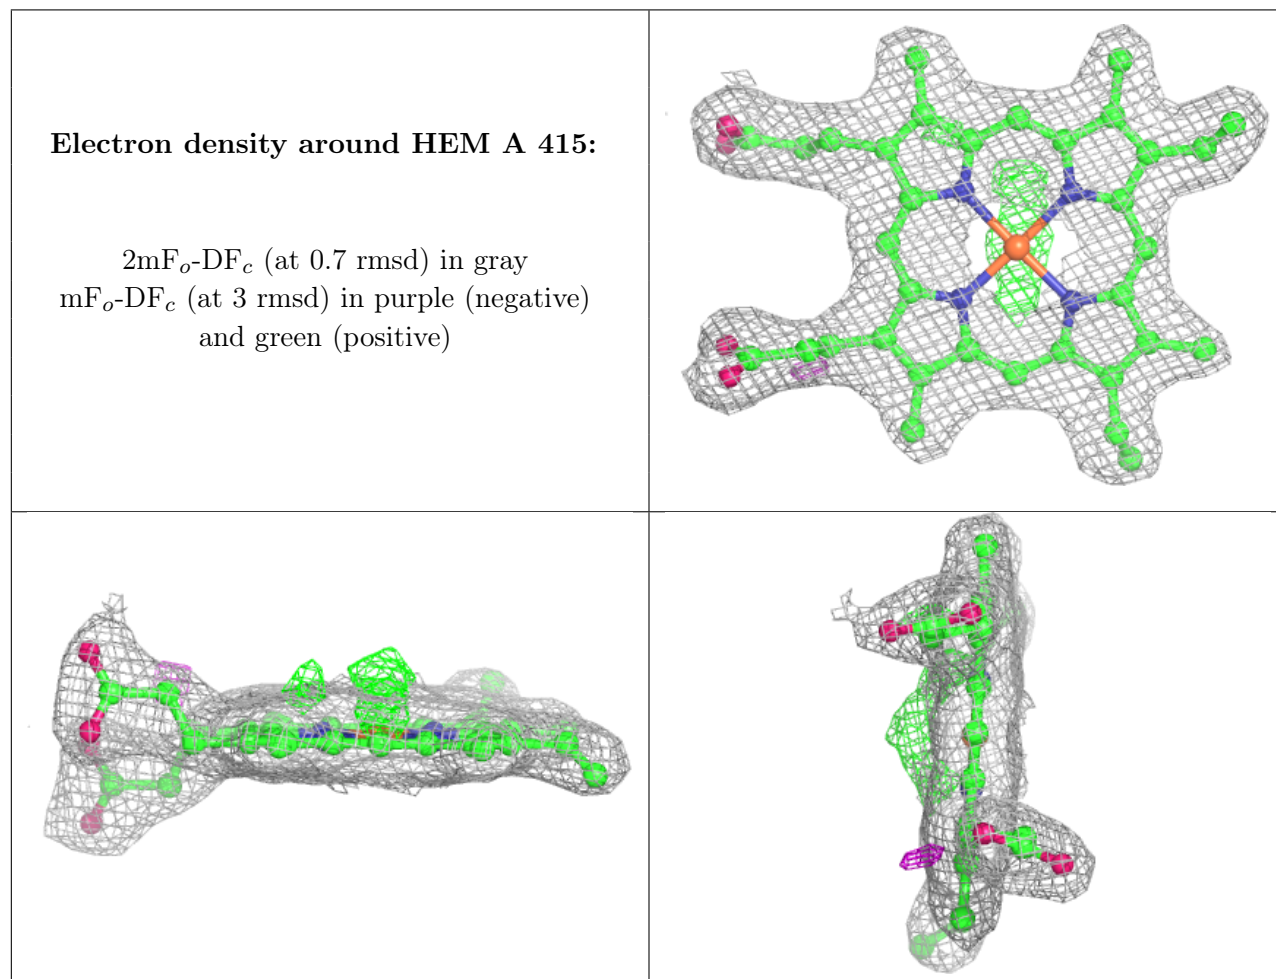 Electron density around HEM A 415:
2mFₒ-DF𝒸 (at 0.7 rmsd) in gray
mFₒ-DF𝒸 (at 3 rmsd) in purple (negative)
and green (positive)